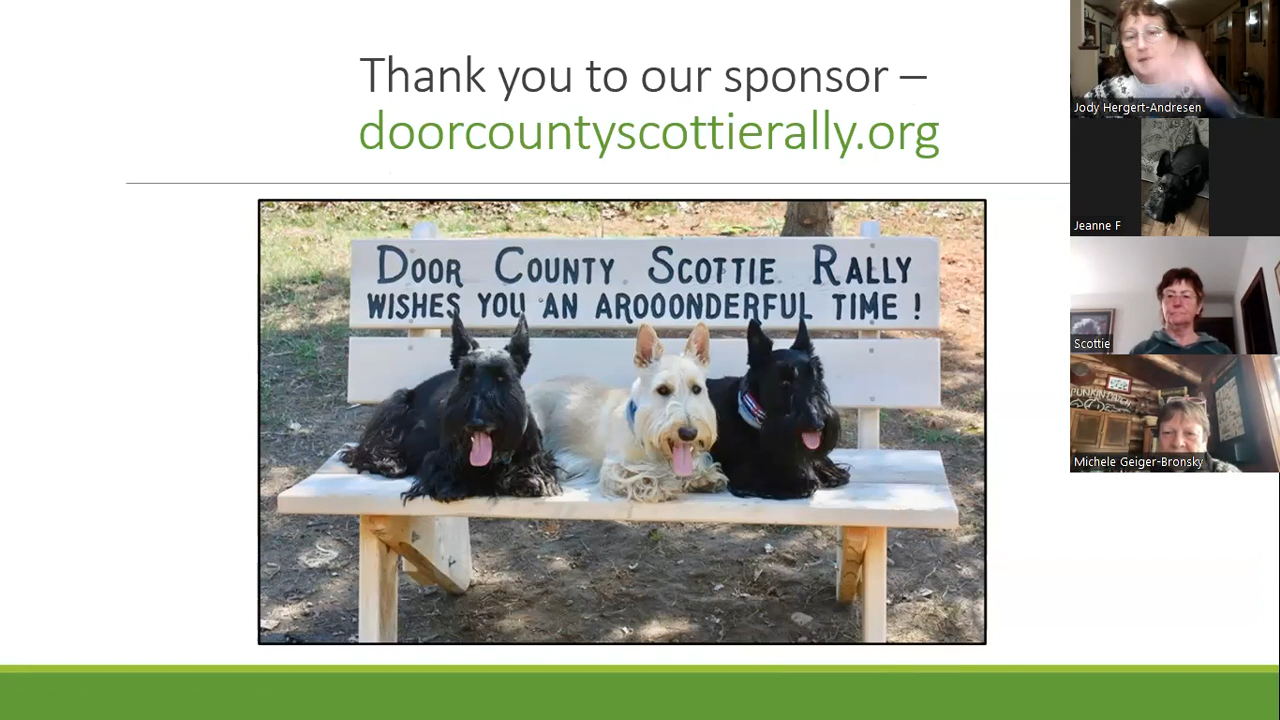 Thank you to our sponsor –
doorcountyscottierally.org
DOOR COUNTY SCOTTIE RALLY
WISHES YOU AN AROOONDERFUL TIME !
Jody Hergert-Andresen
Jeanne F
Scottie
Michele Geiger-Bronsky